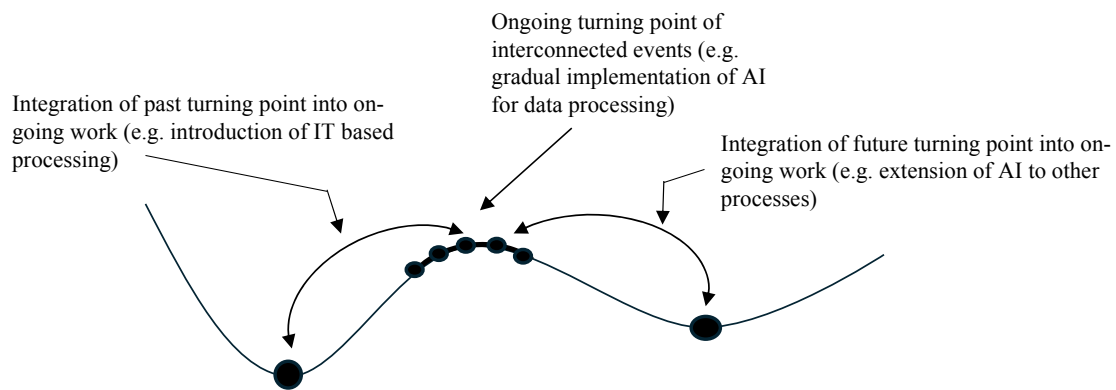 Ongoing turning point of
interconnected events (e.g.
gradual implementation of AI
for data processing)
Integration of past turning point into on-
going work (e.g. introduction of IT based
processing)
Integration of future turning point into on-
going work (e.g. extension of AI to other
processes)